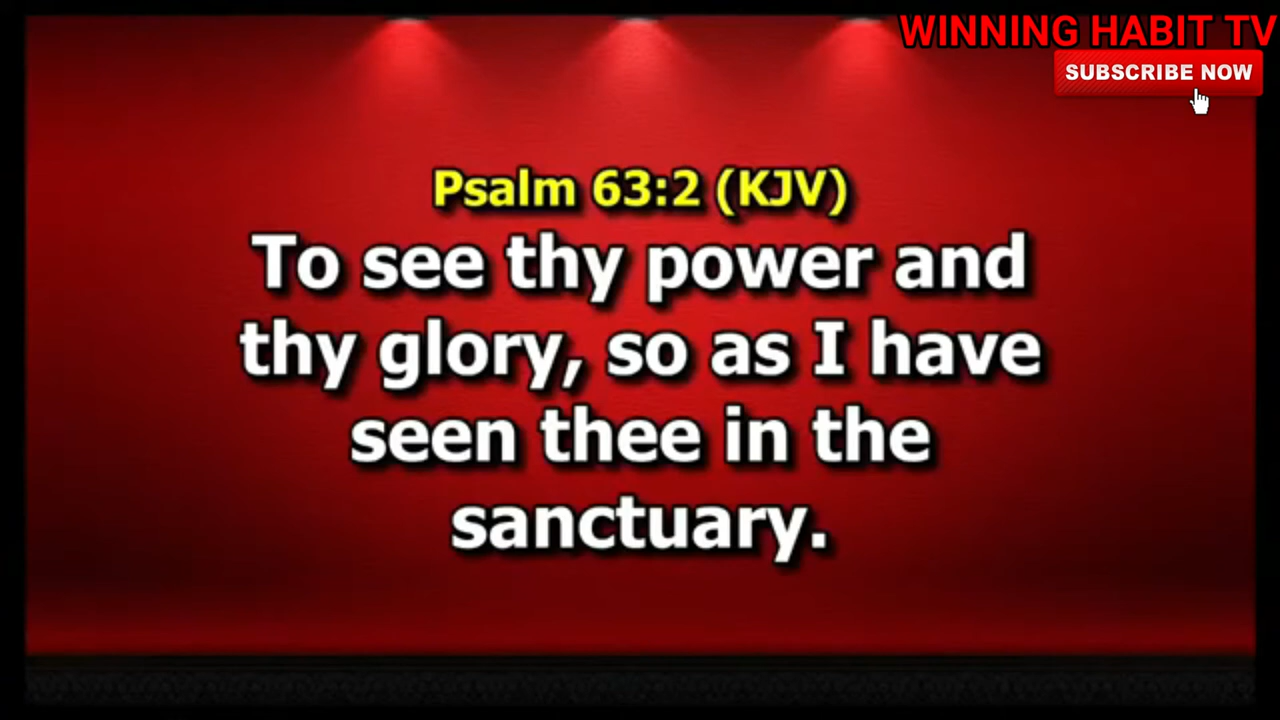 WINNING HABIT TV
SUBSCRIBE NOW
Psalm 63:2 (KJV)
To see thy power and
thy glory, so as I have
seen thee in the
sanctuary.